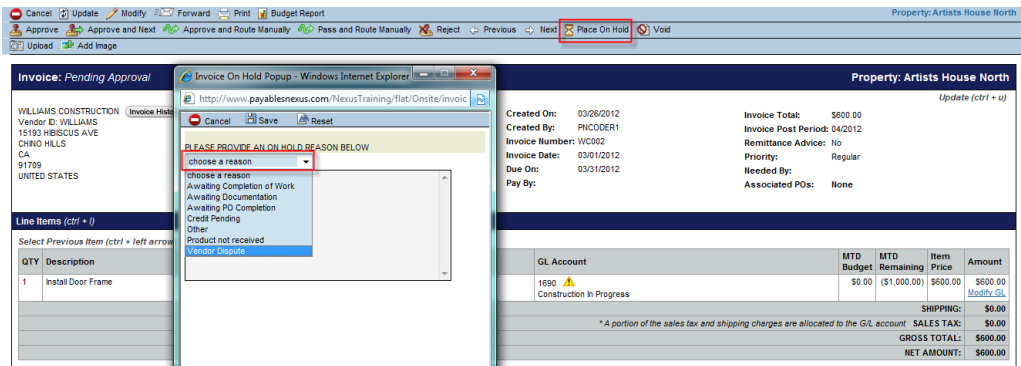 Cancel Update Modify Forward Print Budget Report Property: Artists House North
Approve Approve and Next Approve and Route Manually Pass and Route Manually Reject Previous Next Place On Hold Void
Upload Add Image
Invoice: Pending Approval
Property: Artists House North
Update (ctrl + u)
WILLIAMS CONSTRUCTION Invoice Histo
Vendor ID: WILLIAMS
15193 HIBISCUS AVE
CHINO HILLS
CA
91709
UNITED STATES
Invoice On Hold Popup - Windows Internet Explorer
http://www.payablesnexus.com/NexusTraining/flat/Onsite/invoic
Cancel Save Reset
PLEASE PROVIDE AN ON HOLD REASON BELOW
choose a reason
choose a reason
Awaiting Completion of Work
Awaiting Documentation
Awaiting PO Completion
Credit Pending
Other
Product not received
Vendor Dispute
Created On: 03/26/2012
Created By: PNCODER1
Invoice Number: WC002
Invoice Date: 03/01/2012
Due On: 03/31/2012
Pay By:
Invoice Total: $600.00
Invoice Post Period: 04/2012
Remittance Advice: No
Priority: Regular
Needed By:
Associated POs: None
Line Items (ctrl + l)
Select Previous Item (ctrl + left arrow
QTY Description GL Account MTD Budget MTD Remaining Item Price Amount
1 Install Door Frame 1690 $0.00 ($1,000.00) $600.00 $600.00
Construction In Progress Modify GL
SHIPPING: $0.00
* A portion of the sales tax and shipping charges are allocated to the G/L account SALES TAX: $0.00
GROSS TOTAL: $600.00
NET AMOUNT: $600.00